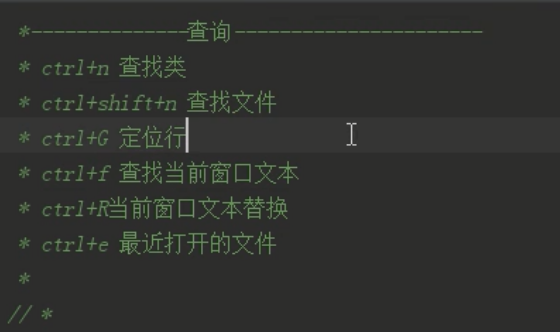 *--------------查询----------------------
* ctrl+n 查找类
* ctrl+shift+n 查找文件
* ctrl+G 定位行
* ctrl+f 查找当前窗口文本
* ctrl+R当前窗口文本替换
* ctrl+e 最近打开的文件
*
// *